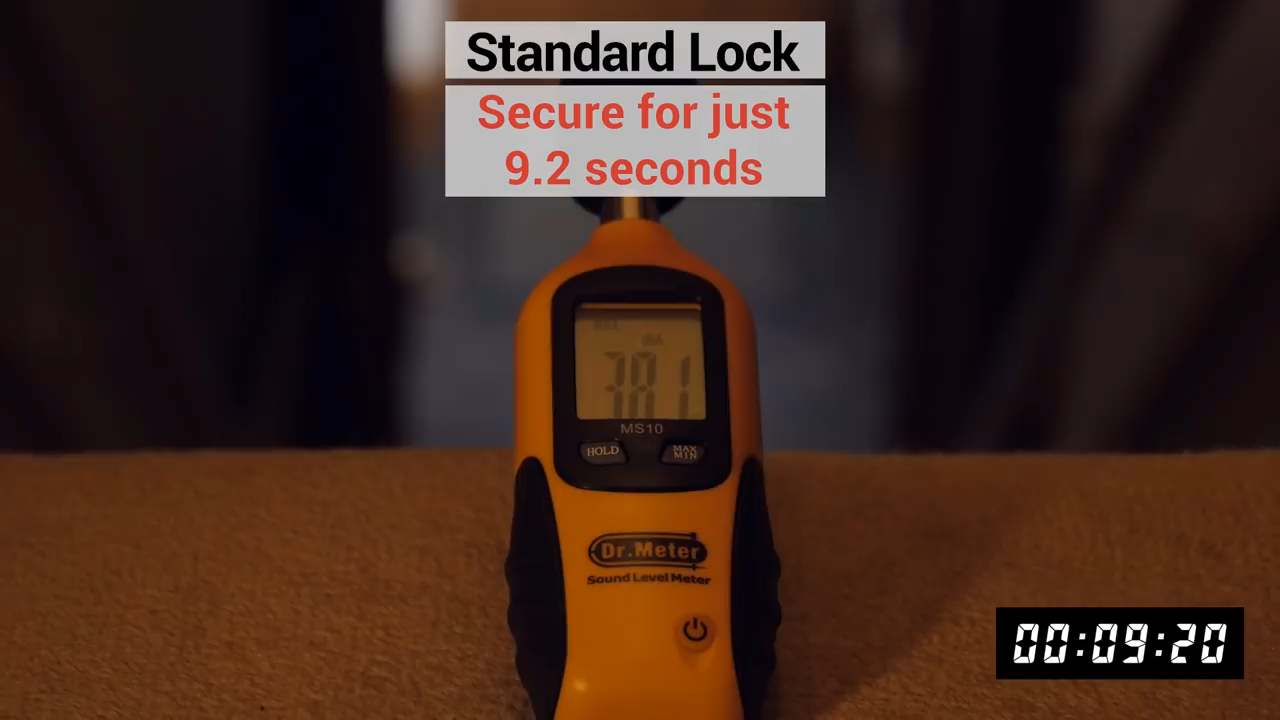 Standard Lock
Secure for just
9.2 seconds
dBA
38.1
MS10
HOLD
MAX
MIN
Dr.Meter
Sound Level Meter
00:09:20